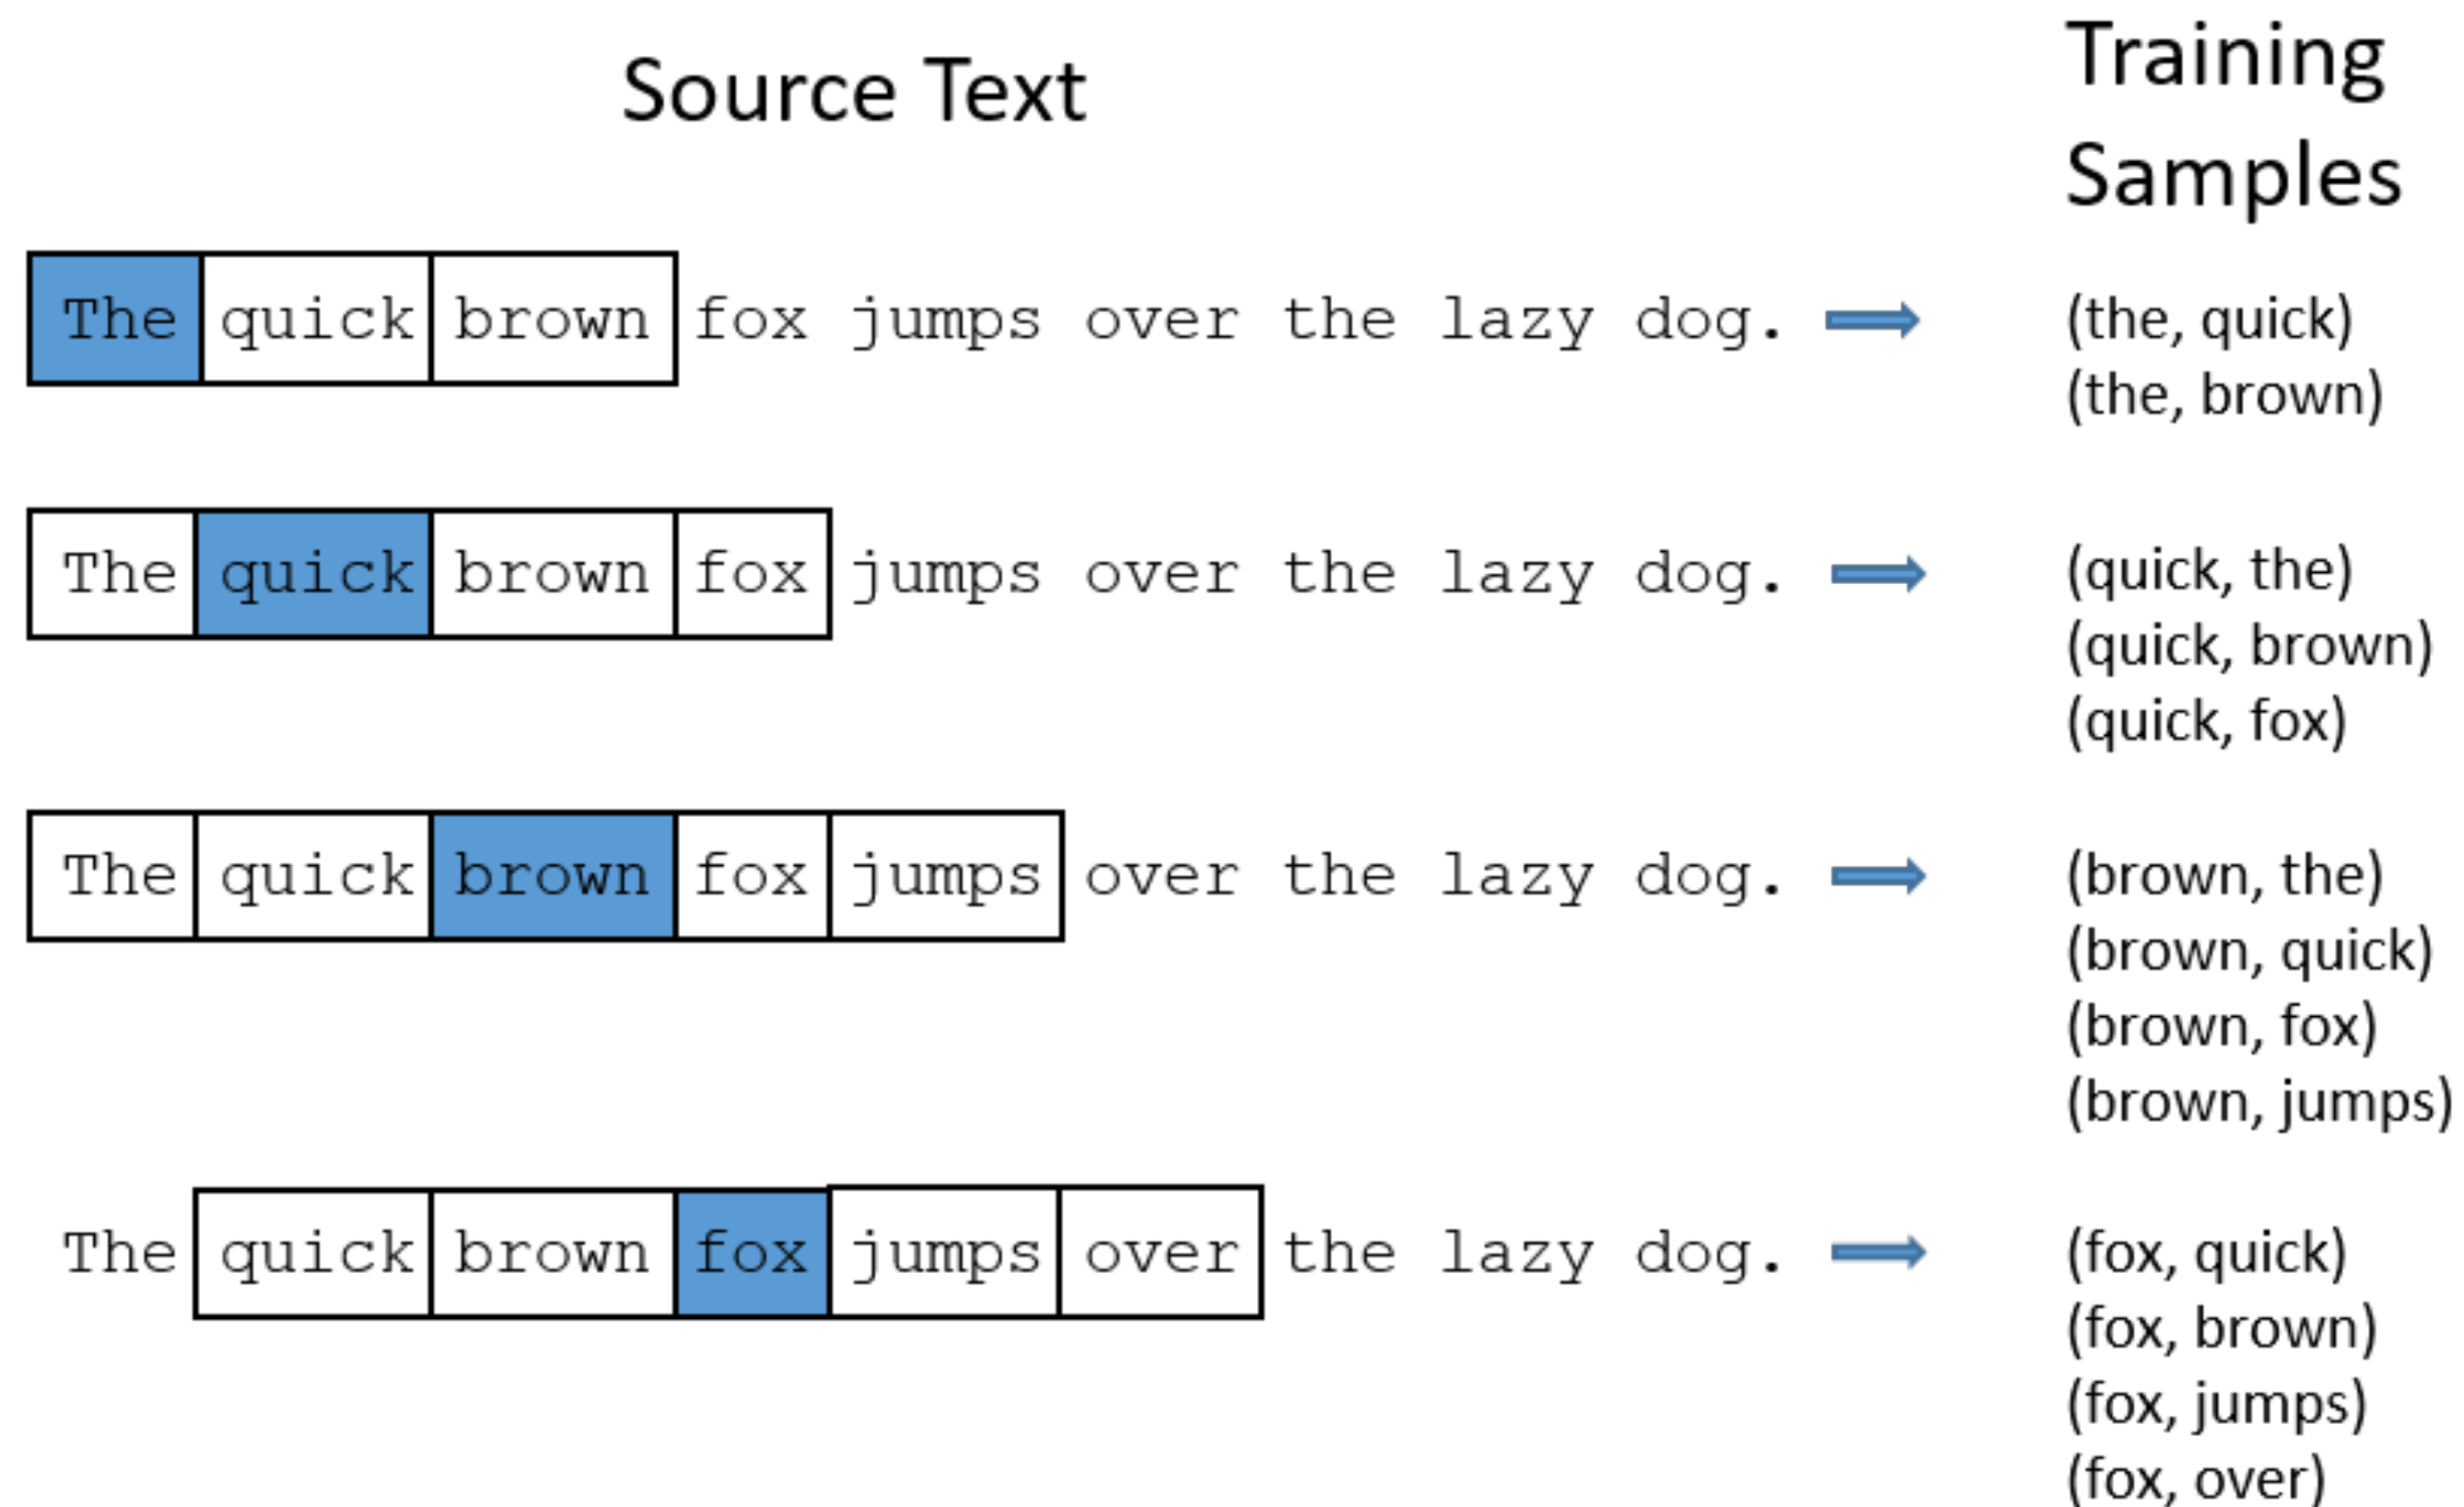 Source Text
Training
Samples
The quick brown fox jumps over the lazy dog.
(the, quick)
(the, brown)
The quick brown fox jumps over the lazy dog.
(quick, the)
(quick, brown)
(quick, fox)
The quick brown fox jumps over the lazy dog.
(brown, the)
(brown, quick)
(brown, fox)
(brown, jumps)
The quick brown fox jumps over the lazy dog.
(fox, quick)
(fox, brown)
(fox, jumps)
(fox, over)